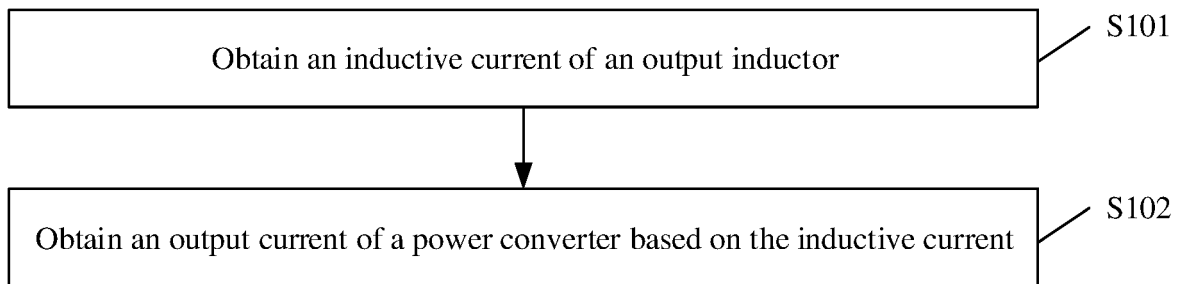 S101
Obtain an inductive current of an output inductor
S102
Obtain an output current of a power converter based on the inductive current